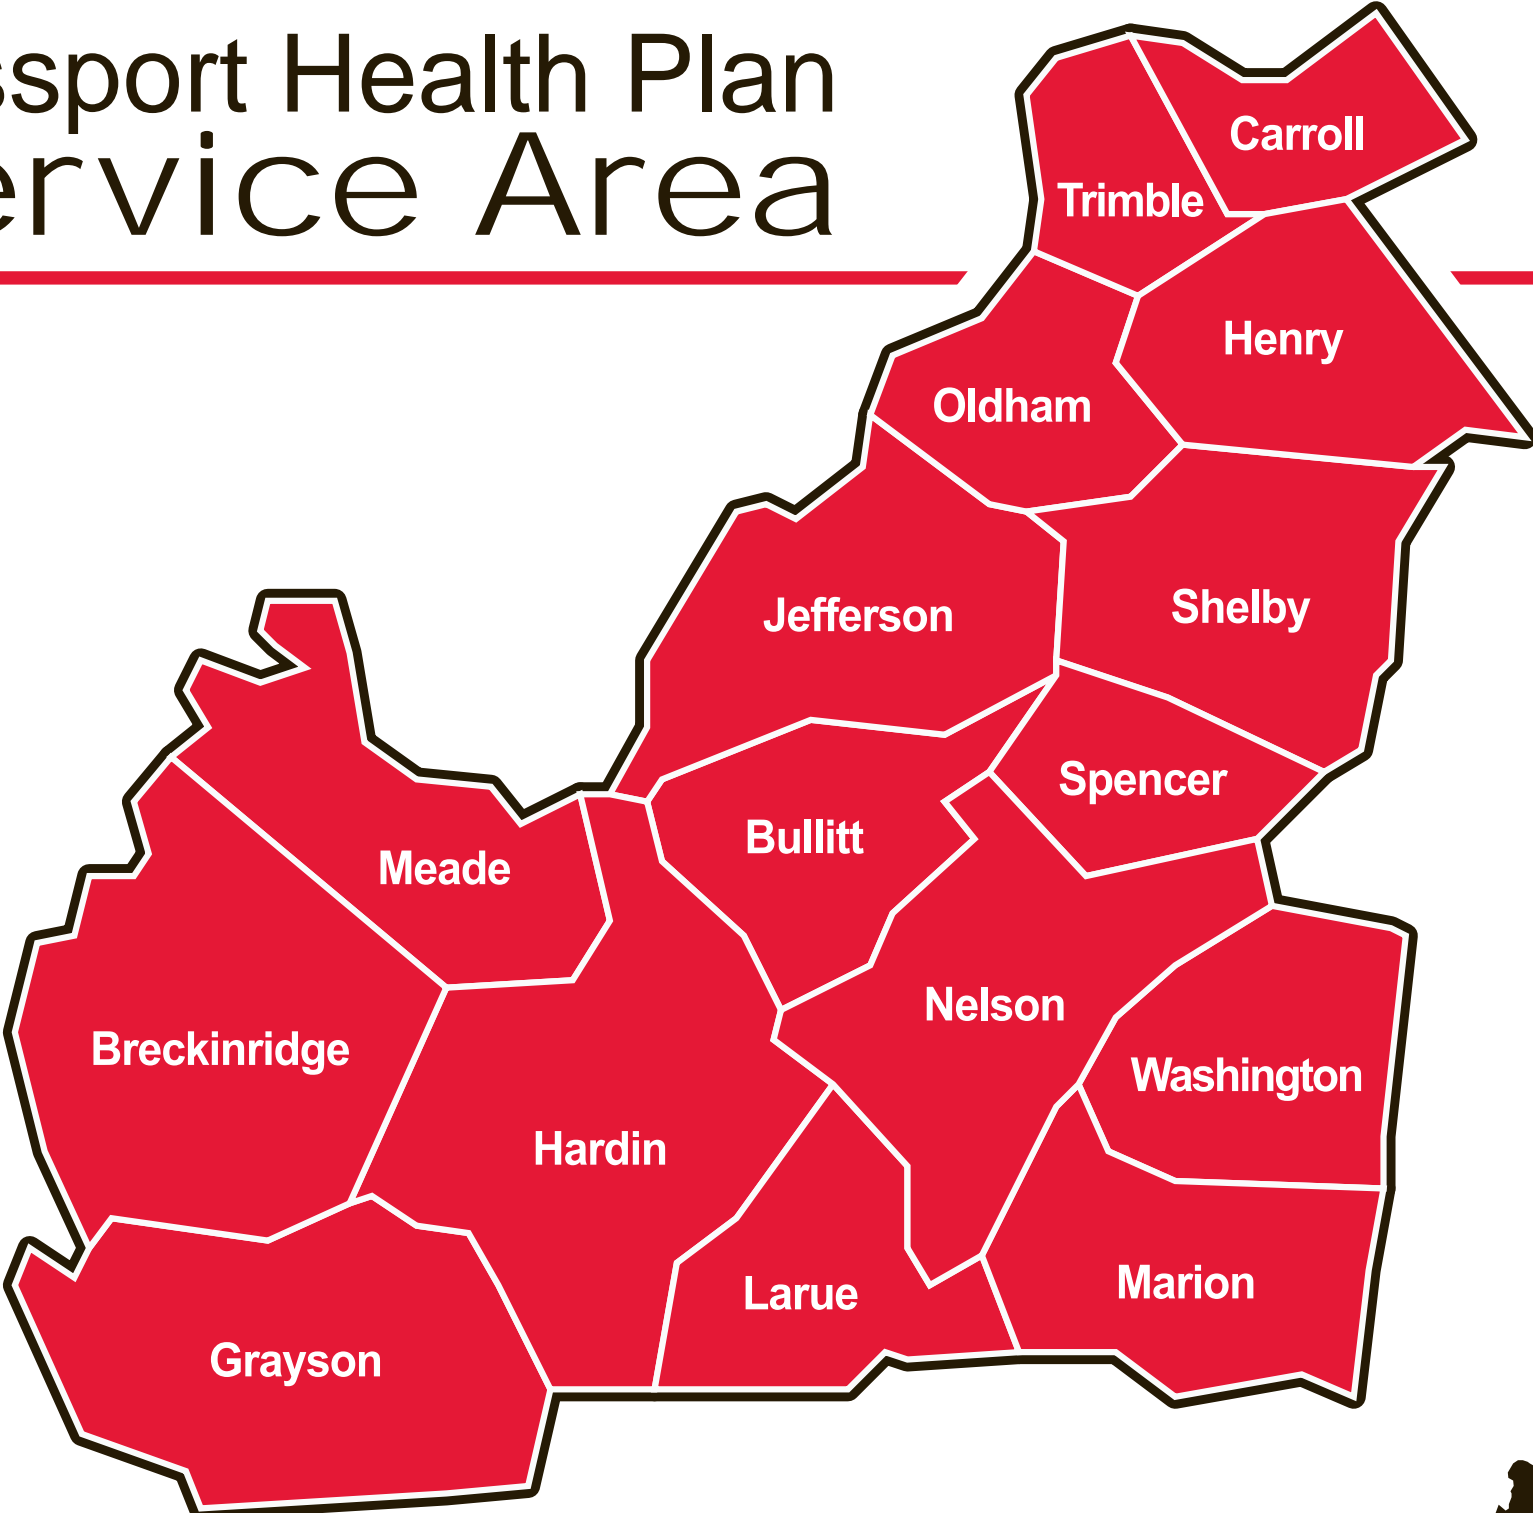 ssport Health Plan
ervice Area
Carroll
Trimble
Henry
Oldham
Jefferson
Shelby
Spencer
Bullitt
Meade
Nelson
Breckinridge
Washington
Hardin
Marion
Larue
Grayson